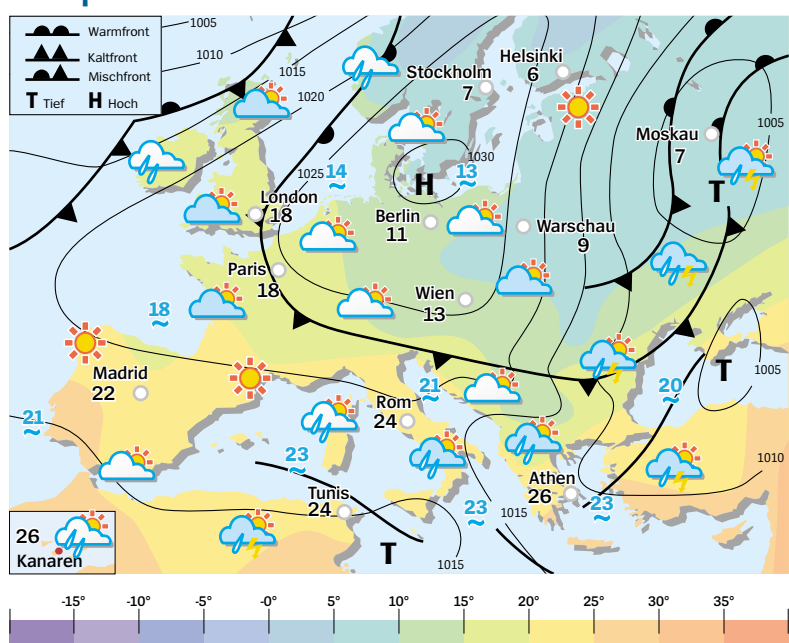 Warmfront
Kaltfront
Mischfront
T Tief H Hoch
1005
1010
1015
1020
1025
1030
Stockholm
7
Helsinki
6
Moskau
7
1005
T
14
13
H
London
18
Berlin
11
Warschau
9
Paris
18
Wien
13
18
Madrid
22
21
Rom
24
21
20
T
1005
1010
23
Tunis
24
Athen
26
23
23
1015
T
1015
26
Kanaren
-15° -10° -5° -0° 5° 10° 15° 20° 25° 30° 35°